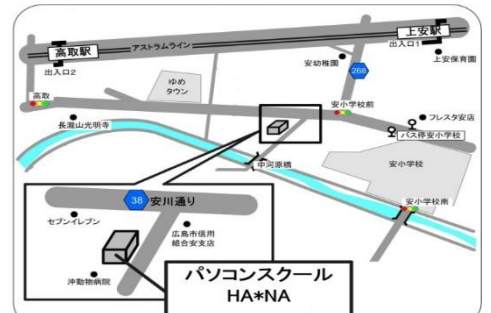 高取駅
出入口2
アストラムライン
上安駅
出入口1
上安保育園
安幼稚園
268
ゆめ
タウン
高取
安小学校前
フレスタ安店
バス停安小学校
長瀧山光明寺
中河原橋
安小学校
安小学校南
38
安川通り
セブンイレブン
広島市信用
組合安支店
沖動物病院
パソコンスクール
HA*NA